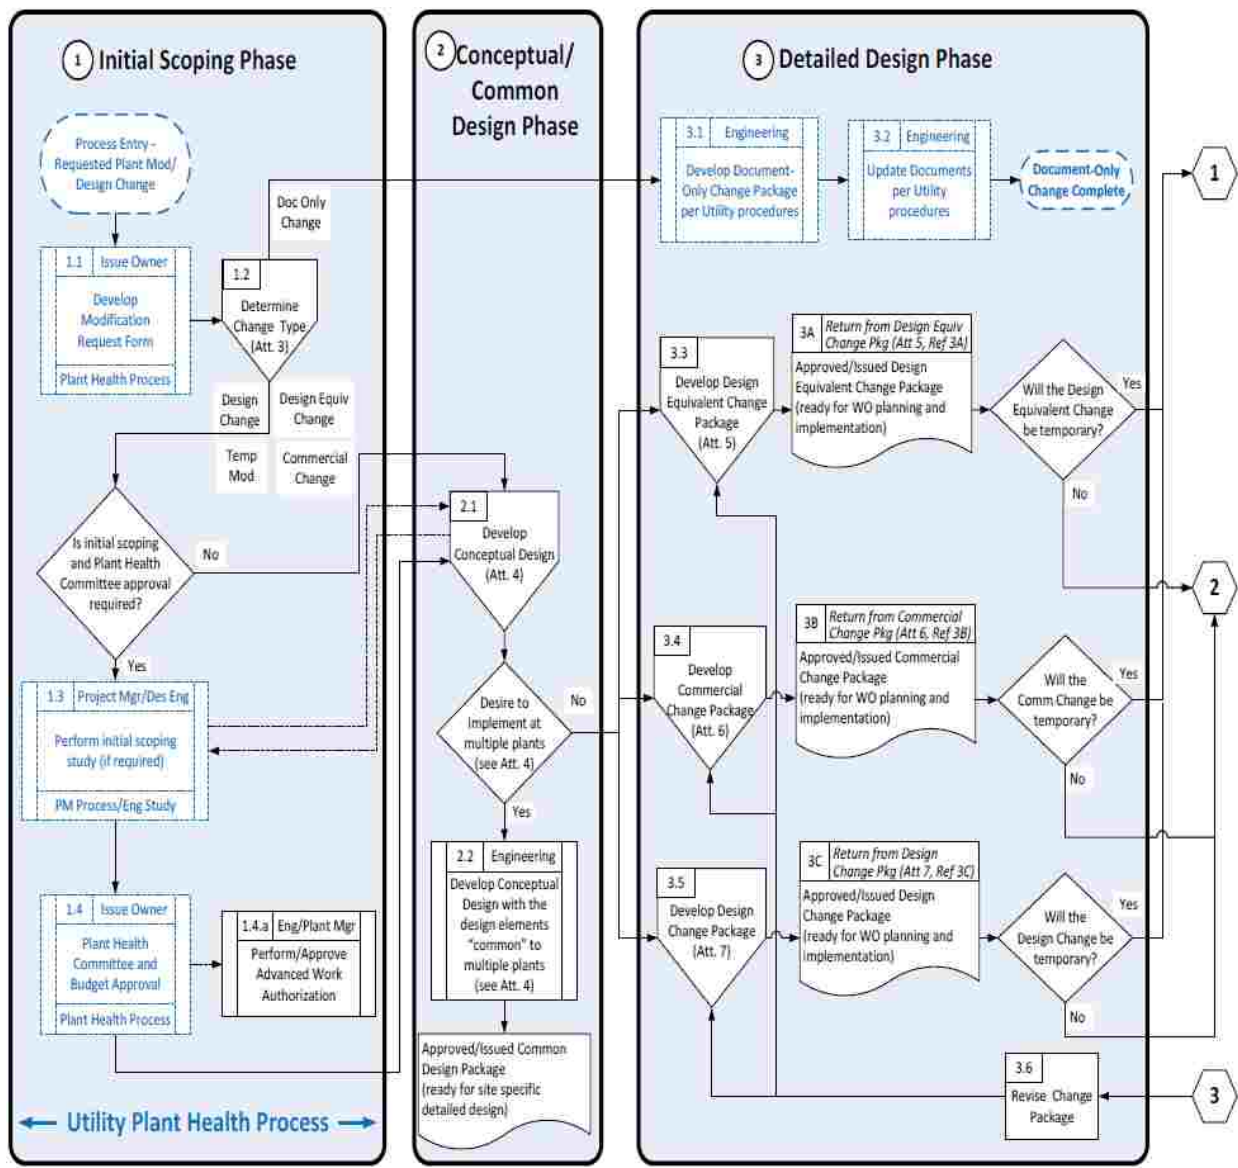 1 Initial Scoping Phase
Process Entry -
Requested Plant Mod/
Design Change
1.1 Issue Owner
Develop
Modification
Request Form
Plant Health Process
Doc Only
Change
1.2
Determine
Change Type
(Att. 3)
Design
Change
Design Equiv
Change
Temp
Mod
Commercial
Change
Is initial scoping
and Plant Health
Committee approval
required?
No
Yes
1.3 Project Mgr/Des Eng
Perform initial scoping
study (if required)
PM Process/Eng Study
1.4 Issue Owner
Plant Health
Committee and
Budget Approval
Plant Health Process
1.4.a Eng/Plant Mgr
Perform/Approve
Advanced Work
Authorization
Utility Plant Health Process
2 Conceptual/
Common
Design Phase
2.1
Develop
Conceptual Design
(Att. 4)
Desire to
Implement at
multiple plants
(see Att. 4)
No
Yes
2.2 Engineering
Develop Conceptual
Design with the
design elements
"common" to
multiple plants
(see Att. 4)
Approved/Issued Common
Design Package
(ready for site specific
detailed design)
3 Detailed Design Phase
3.1 Engineering
Develop Document-
Only Change Package
per Utility procedures
3.2 Engineering
Update Documents
per Utility
procedures
Document-Only
Change Complete
1
3.3
Develop Design
Equivalent Change
Package
(Att. 5)
3A Return from Design Equiv
Change Pkg (Att 5, Ref 3A)
Approved/Issued Design
Equivalent Change Package
(ready for WO planning and
implementation)
Will the Design
Equivalent Change
be temporary?
Yes
No
2
3.4
Develop
Commercial
Change Package
(Att. 6)
3B Return from Commercial
Change Pkg (Att 6, Ref 3B)
Approved/Issued Commercial
Change Package
(ready for WO planning and
implementation)
Will the
Comm Change be
temporary?
Yes
No
3.5
Develop Design
Change Package
(Att. 7)
3C Return from Design
Change Pkg (Att 7, Ref 3C)
Approved/Issued Design
Change Package
(ready for WO planning and
implementation)
Will the
Design Change be
temporary?
Yes
No
3.6
Revise Change
Package
3